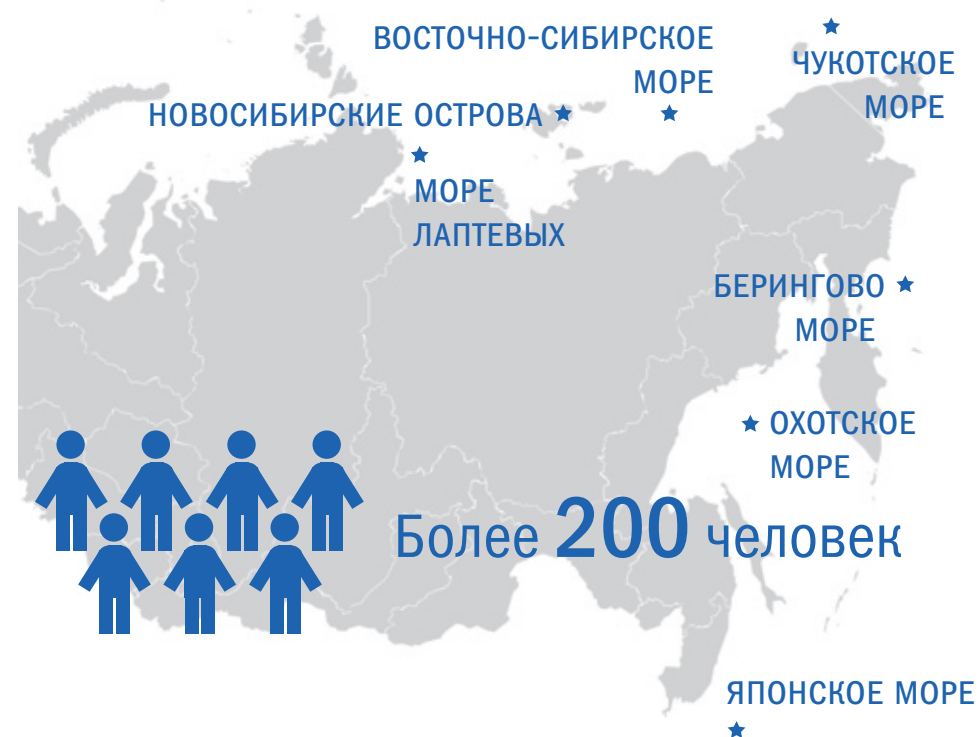 ВОСТОЧНО-СИБИРСКОЕ
МОРЕ
ЧУКОТСКОЕ
МОРЕ
НОВОСИБИРСКИЕ ОСТРОВА
МОРЕ
ЛАПТЕВЫХ
БЕРИНГОВО
МОРЕ
ОХОТСКОЕ
МОРЕ
Более 200 человек
ЯПОНСКОЕ МОРЕ